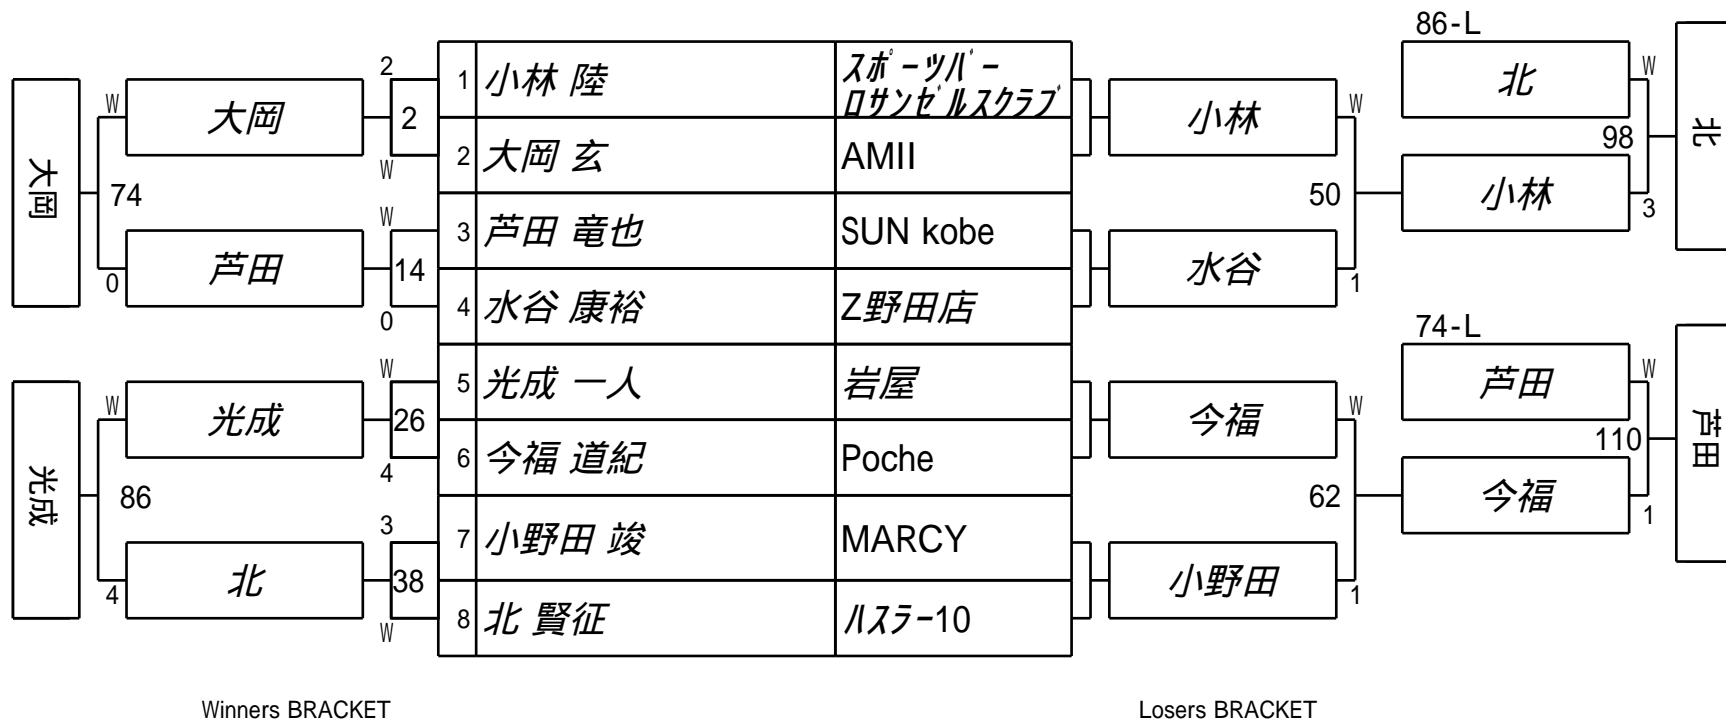 86-L
2
1 小林 陸 スポーツバー
ロサンゼルスクラブ
W 北 W
大岡 2 小林 W
W
2 大岡 玄 AMII
98 北
大岡 74
50 小林 3
W
3 芦田 竜也 SUN kobe
芦田 14 水谷
0 1
4 水谷 康裕 Z野田店
0
74-L
W
5 光成 一人 岩屋
芦田 W
W 光成 26 今福 W
4
6 今福 道紀 Poche
110 芦田
光成 86
62 今福 1
3
7 小野田 竣 MARCY
北 38 小野田
4 1
8 北 賢征 ハスラー10
W
Winners BRACKET
Losers BRACKET